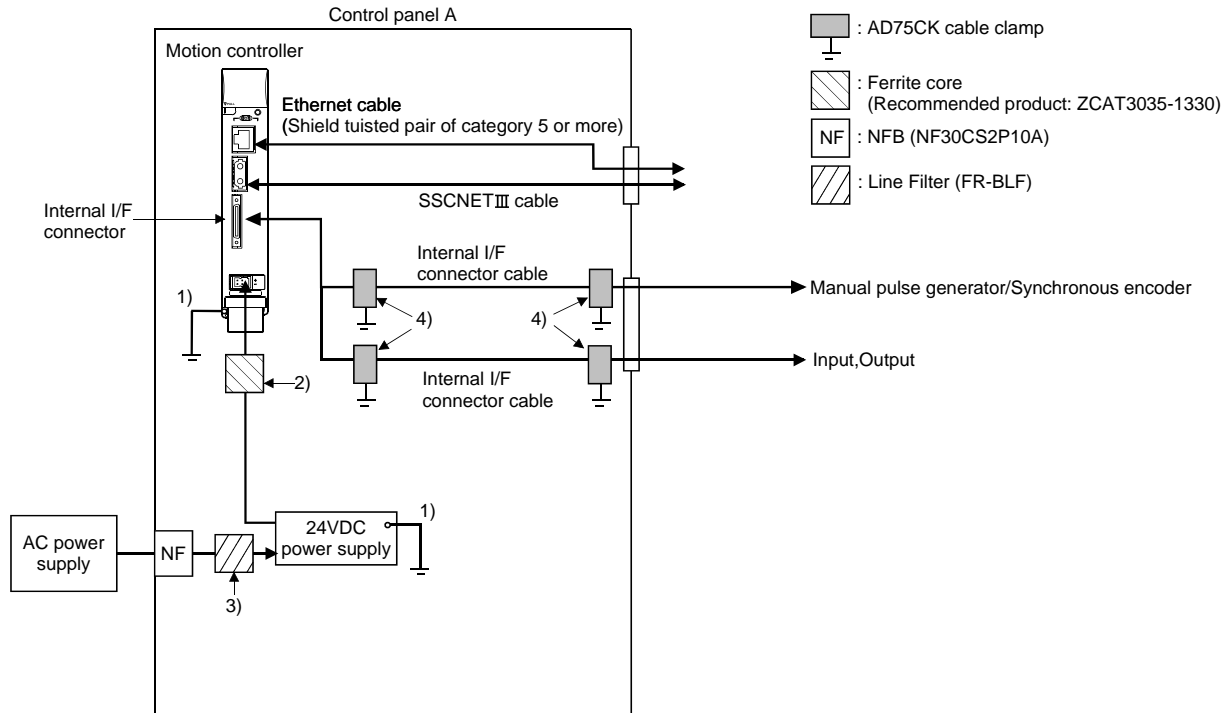 Control panel A
Motion controller
Ethernet cable
(Shield tuisted pair of category 5 or more)
SSCNETⅢ cable
Internal I/F
connector
Internal I/F
connector cable
1)
4)
4)
Manual pulse generator/Synchronous encoder
Internal I/F
connector cable
Input,Output
2)
1)
24VDC
power supply
AC power
supply
NF
3)
: AD75CK cable clamp
: Ferrite core
(Recommended product: ZCAT3035-1330)
NF
: NFB (NF30CS2P10A)
: Line Filter (FR-BLF)